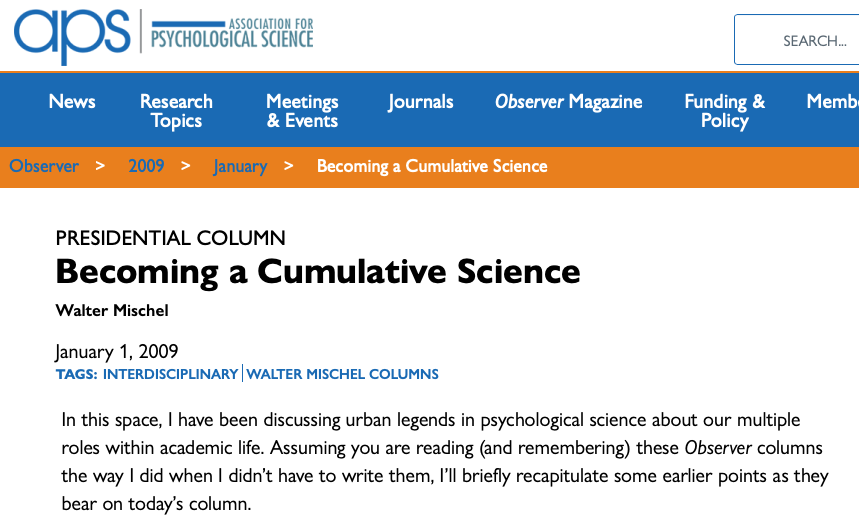 aps ASSOCIATION FOR
PSYCHOLOGICAL SCIENCE
SEARCH...
News Research Topics Meetings & Events Journals Observer Magazine Funding & Policy Membe
Observer > 2009 > January > Becoming a Cumulative Science
PRESIDENTIAL COLUMN
Becoming a Cumulative Science
Walter Mischel
January 1, 2009
TAGS: INTERDISCIPLINARY | WALTER MISCHEL COLUMNS
In this space, I have been discussing urban legends in psychological science about our multiple
roles within academic life. Assuming you are reading (and remembering) these Observer columns
the way I did when I didn’t have to write them, I’ll briefly recapitulate some earlier points as they
bear on today’s column.